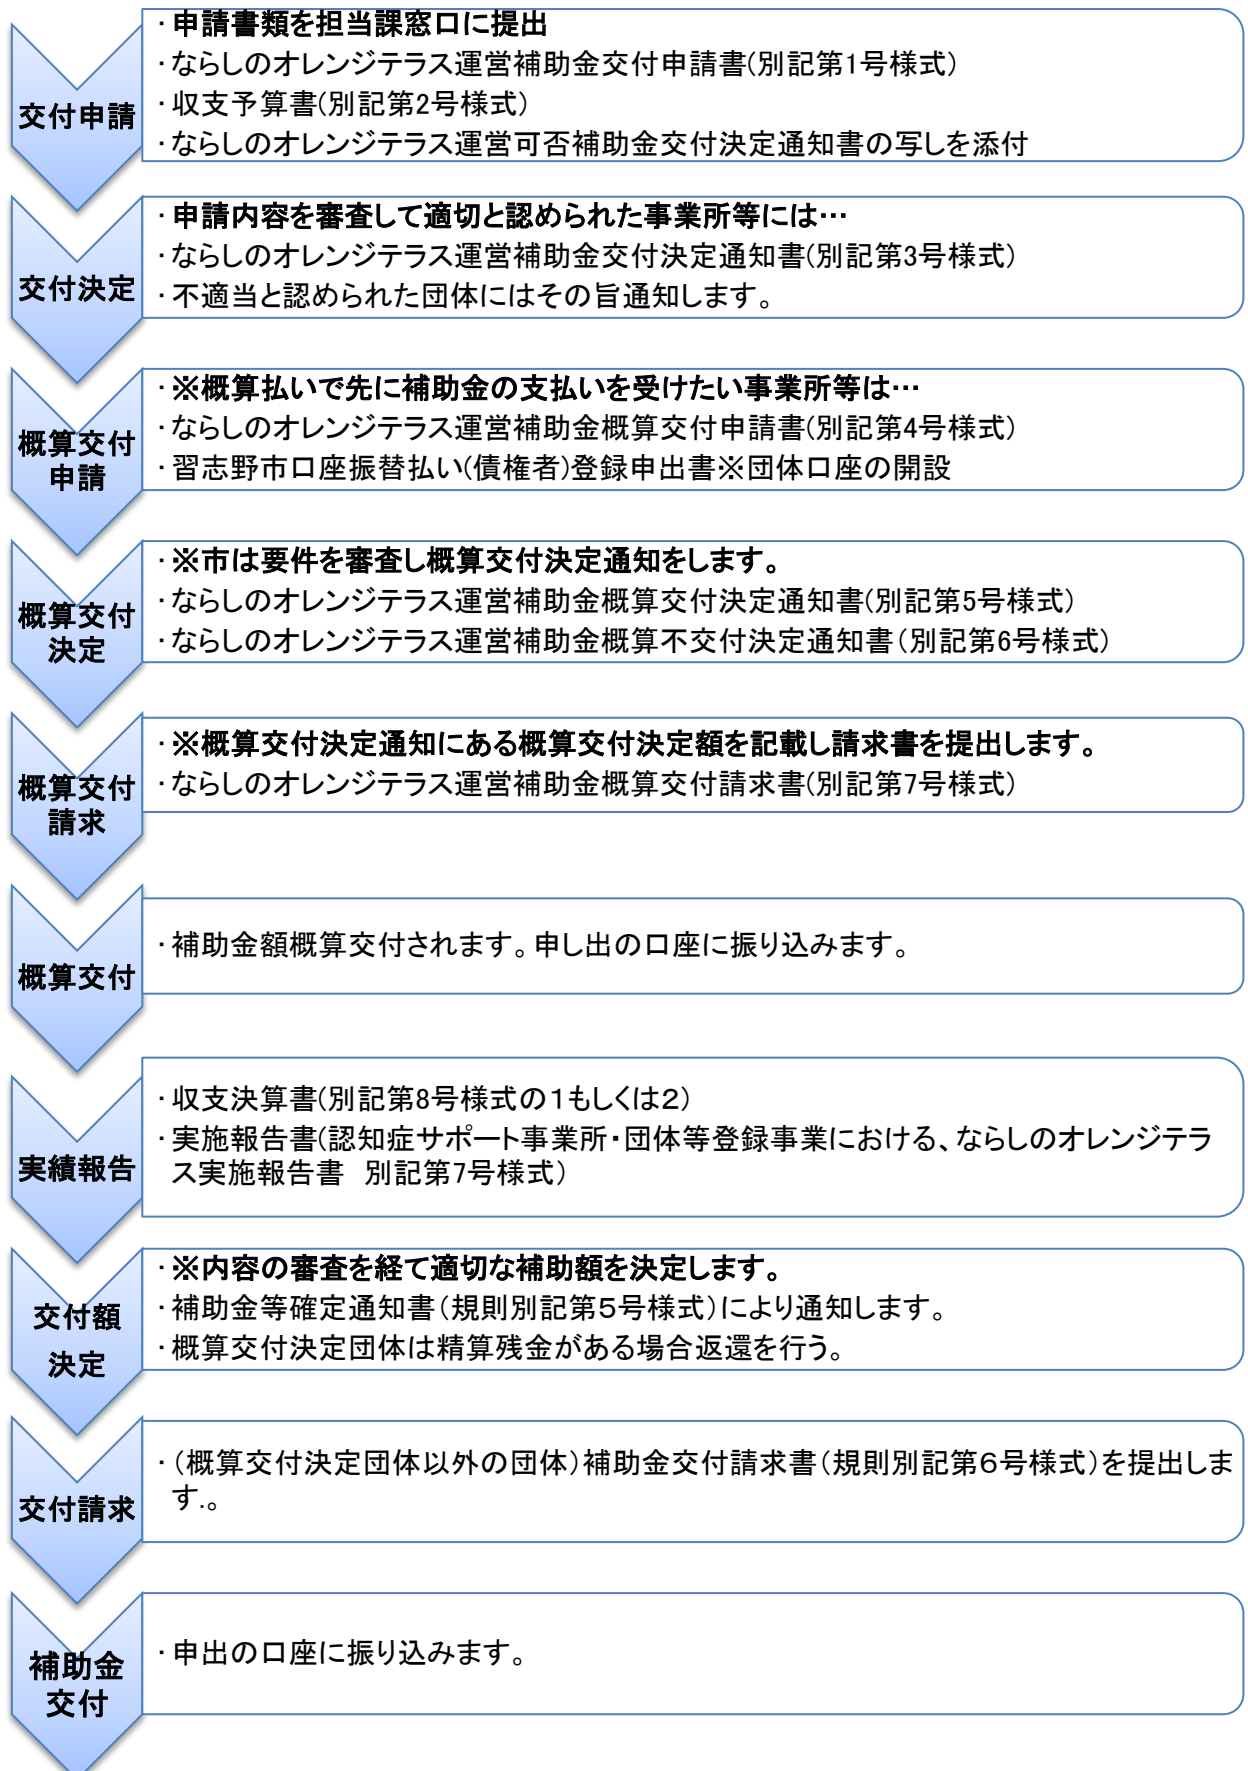 交付申請
・申請書類を担当課窓口に提出
・ならしのオレンジテラス運営補助金交付申請書(別記第1号様式)
・収支予算書(別記第2号様式)
・ならしのオレンジテラス運営可否補助金交付決定通知書の写しを添付
交付決定
・申請内容を審査して適切と認められた事業所等には…
・ならしのオレンジテラス運営補助金交付決定通知書(別記第3号様式)
・不適当と認められた団体にはその旨通知します。
概算交付
申請
・※概算払いで先に補助金の支払いを受けたい事業所等は…
・ならしのオレンジテラス運営補助金概算交付申請書(別記第4号様式)
・習志野市口座振替払い(債権者)登録申出書※団体口座の開設
概算交付
決定
・※市は要件を審査し概算交付決定通知をします。
・ならしのオレンジテラス運営補助金概算交付決定通知書(別記第5号様式)
・ならしのオレンジテラス運営補助金概算不交付決定通知書（別記第6号様式）
概算交付
請求
・※概算交付決定通知にある概算交付決定額を記載し請求書を提出します。
・ならしのオレンジテラス運営補助金概算交付請求書(別記第7号様式)
概算交付
・補助金額概算交付されます。申し出の口座に振り込みます。
実績報告
・収支決算書(別記第8号様式の１もしくは２)
・実施報告書(認知症サポート事業所・団体等登録事業における、ならしのオレンジテラ
ス実施報告書　別記第7号様式)
交付額
決定
・※内容の審査を経て適切な補助額を決定します。
・補助金等確定通知書（規則別記第５号様式）により通知します。
・概算交付決定団体は精算残金がある場合返還を行う。
交付請求
・（概算交付決定団体以外の団体）補助金交付請求書（規則別記第６号様式）を提出しま
す.。
補助金
交付
・申出の口座に振り込みます。